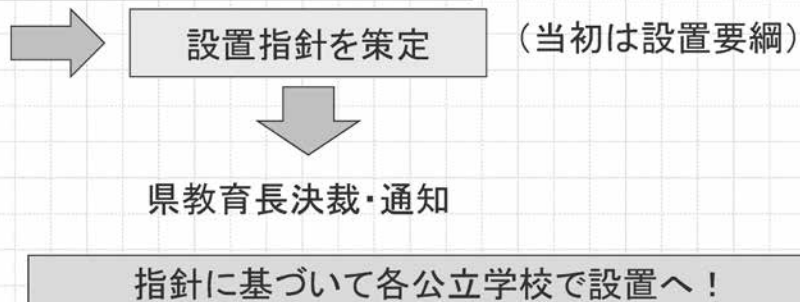 設置指針を策定 (当初は設置要綱)
県教育長決裁・通知
指針に基づいて各公立学校で設置へ！